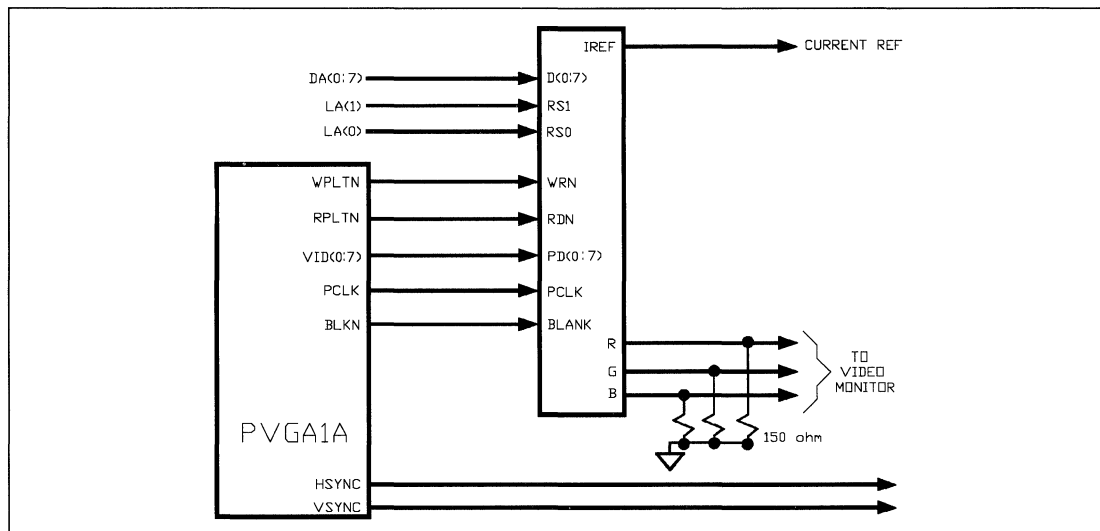 IREF
CURRENT REF
DA(0:7)
D(0:7)
LA(1)
RS1
LA(0)
RS0
WPLTN
WRN
RPLTN
RDN
VID(0:7)
PD(0:7)
PCLK
PCLK
BLKN
BLANK
R
G
B
TO
VIDEO
MONITOR
150 ohm
PVGA1A
HSYNC
VSYNC